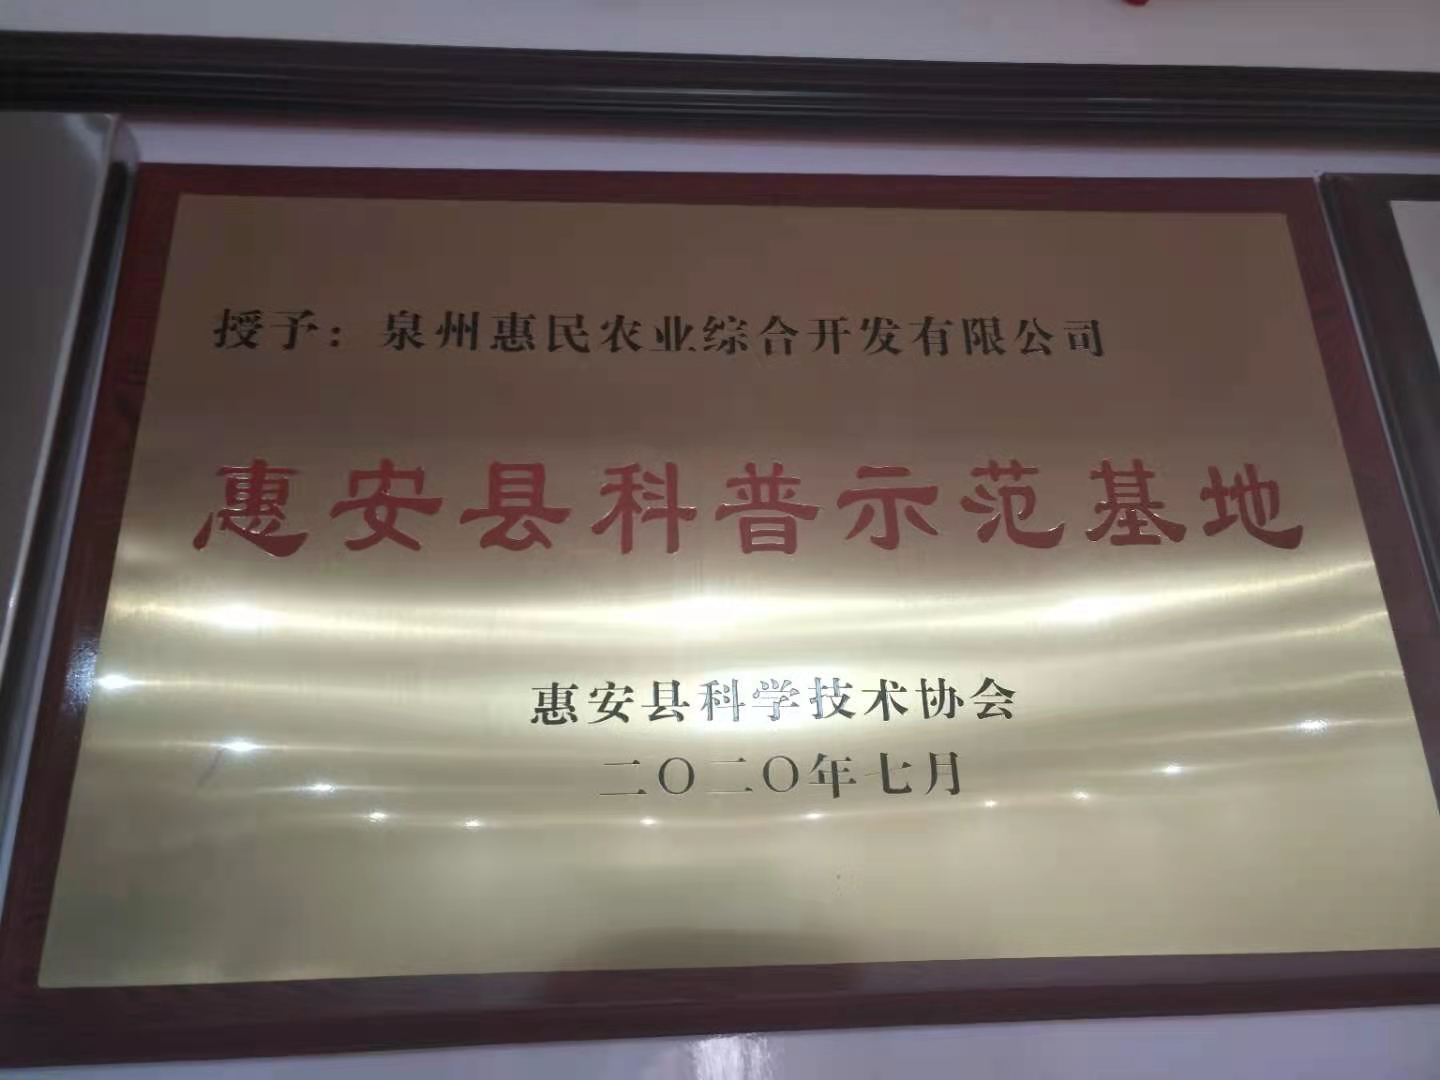 授予：泉州惠民农业综合开发有限公司
惠安县科普示范基地
惠安县科学技术协会
二〇二〇年七月